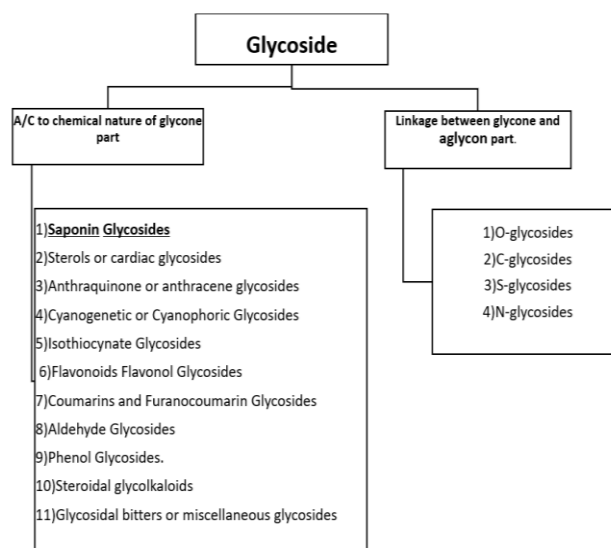 Glycoside
A/C to chemical nature of glycone
part
Linkage between glycone and
aglycon part.
1)Saponin Glycosides
2)Sterols or cardiac glycosides
3)Anthraquinone or anthracene glycosides
4)Cyanogenetic or Cyanophoric Glycosides
5)Isothiocynate Glycosides
6)Flavonoids Flavonol Glycosides
7)Coumarins and Furanocoumarin Glycosides
8)Aldehyde Glycosides
9)Phenol Glycosides.
10)Steroidal glycolkaloids
11)Glycosidal bitters or miscellaneous glycosides
1)O-glycosides
2)C-glycosides
3)S-glycosides
4)N-glycosides